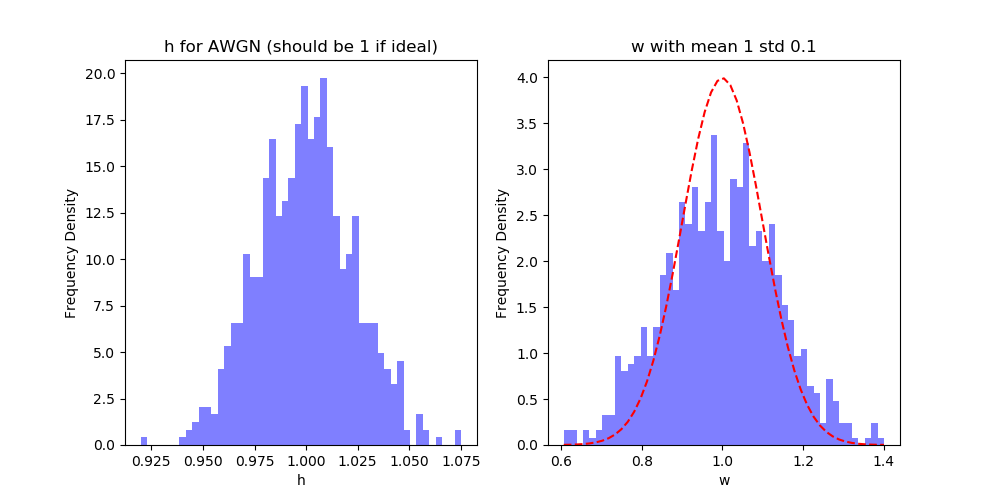 h for AWGN (should be 1 if ideal)
Frequency Density
20.0
17.5
15.0
12.5
10.0
7.5
5.0
2.5
0.0
0.925 0.950 0.975 1.000 1.025 1.050 1.075
h
w with mean 1 std 0.1
Frequency Density
4.0
3.5
3.0
2.5
2.0
1.5
1.0
0.5
0.0
0.6 0.8 1.0 1.2 1.4
w